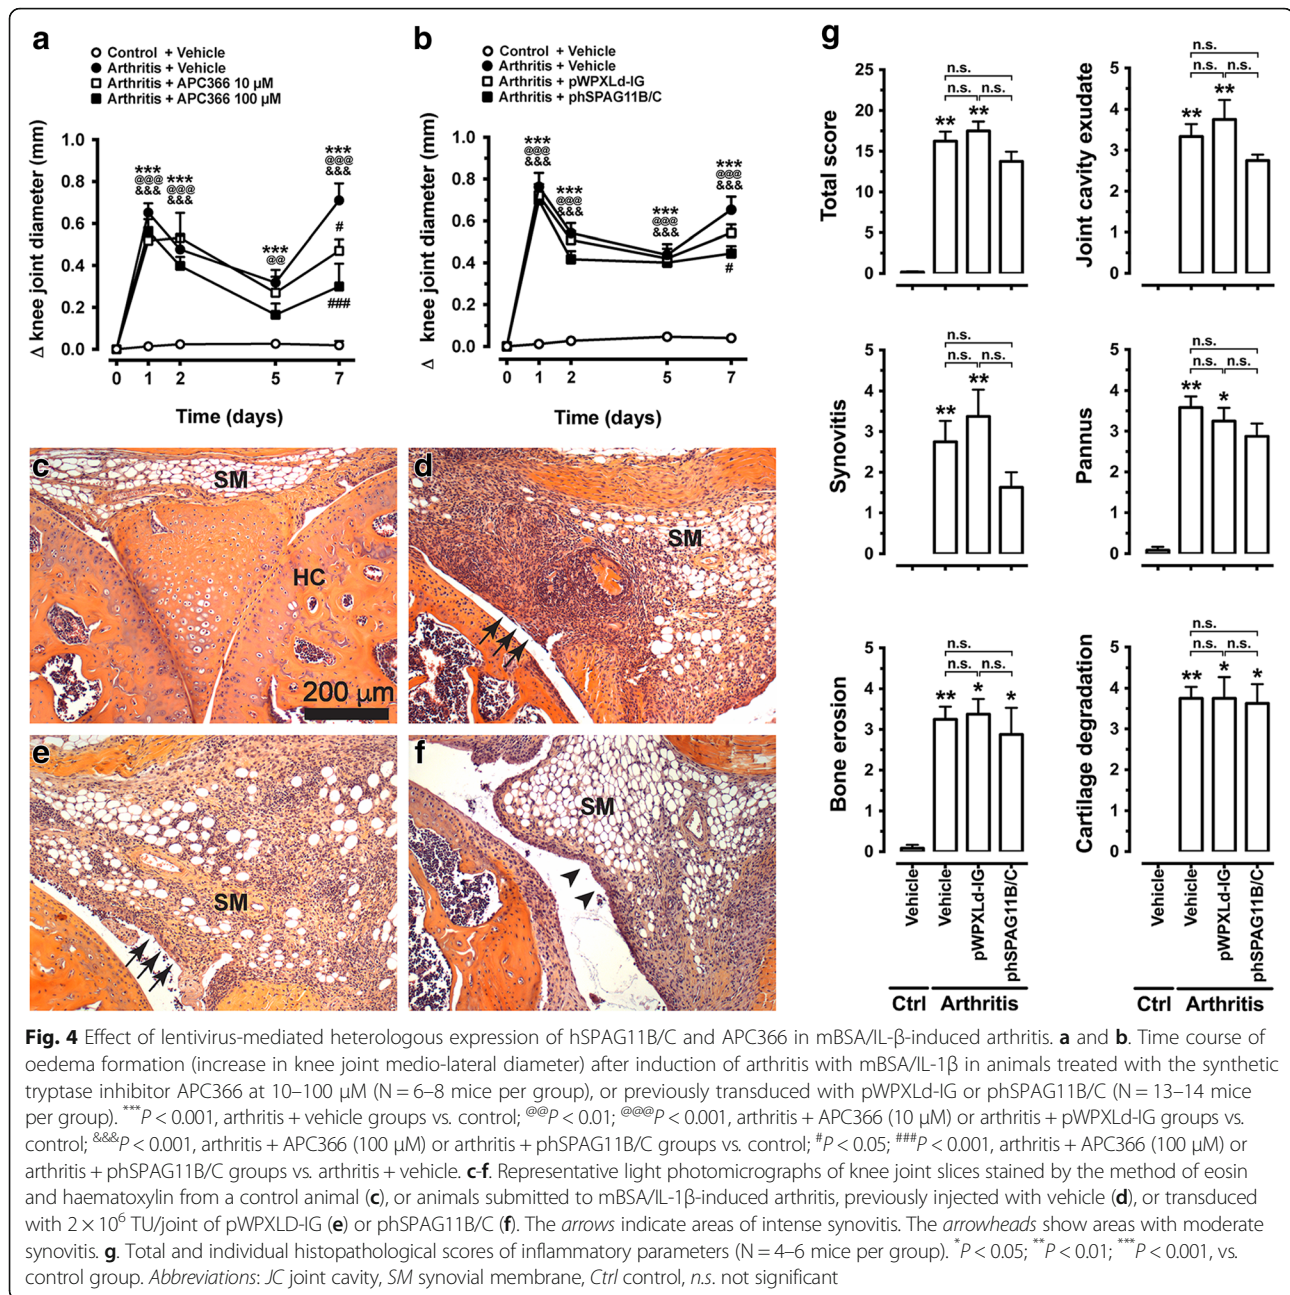 a
Control + Vehicle
Arthritis + Vehicle
Arthritis + APC366 10 µM
Arthritis + APC366 100 µM
Δ knee joint diameter (mm)
1.0
0.8
0.6
0.4
0.2
0.0
***
@@@
&&&
***
@@@
&&&
***
@@
***
@@@
&&&
#
###
0 1 2 5 7
Time (days)
b
Control + Vehicle
Arthritis + Vehicle
Arthritis + pWPXLd-IG
Arthritis + phSPAG11B/C
Δ knee joint diameter (mm)
1.0
0.8
0.6
0.4
0.2
0.0
***
@@@
&&&
***
@@@
&&&
***
@@@
&&&
***
@@@
&&&
#
0 1 2 5 7
Time (days)
c
SM
HC
200 µm
d
SM
e
SM
f
SM
g
Total score
25
20
15
10
5
0
n.s.
n.s. n.s.
** **
Joint cavity exudate
5
4
3
2
1
0
n.s.
n.s. n.s.
** **
Synovitis
5
4
3
2
1
0
n.s.
n.s. n.s.
** **
Pannus
5
4
3
2
1
0
n.s.
n.s. n.s.
** *
Bone erosion
5
4
3
2
1
0
n.s.
n.s. n.s.
** * *
Vehicle
Vehicle
pWPXLd-IG
phSPAG11B/C
Ctrl Arthritis
Cartilage degradation
5
4
3
2
1
0
n.s.
n.s. n.s.
** * *
Vehicle
Vehicle
pWPXLd-IG
phSPAG11B/C
Ctrl Arthritis
Fig. 4 Effect of lentivirus-mediated heterologous expression of hSPAG11B/C and APC366 in mBSA/IL-β-induced arthritis. a and b. Time course of
oedema formation (increase in knee joint medio-lateral diameter) after induction of arthritis with mBSA/IL-1β in animals treated with the synthetic
tryptase inhibitor APC366 at 10–100 µM (N = 6–8 mice per group), or previously transduced with pWPXLd-IG or phSPAG11B/C (N = 13–14 mice
per group). ***P < 0.001, arthritis + vehicle groups vs. control; @@P < 0.01; @@@P < 0.001, arthritis + APC366 (10 µM) or arthritis + pWPXLd-IG groups vs.
control; &&&P < 0.001, arthritis + APC366 (100 µM) or arthritis + phSPAG11B/C groups vs. control; #P < 0.05; ###P < 0.001, arthritis + APC366 (100 µM) or
arthritis + phSPAG11B/C groups vs. arthritis + vehicle. c-f. Representative light photomicrographs of knee joint slices stained by the method of eosin
and haematoxylin from a control animal (c), or animals submitted to mBSA/IL-1β-induced arthritis, previously injected with vehicle (d), or transduced
with 2 × 10⁶ TU/joint of pWPXLD-IG (e) or phSPAG11B/C (f). The arrows indicate areas of intense synovitis. The arrowheads show areas with moderate
synovitis. g. Total and individual histopathological scores of inflammatory parameters (N = 4–6 mice per group). *P < 0.05; **P < 0.01; ***P < 0.001, vs.
control group. Abbreviations: JC joint cavity, SM synovial membrane, Ctrl control, n.s. not significant